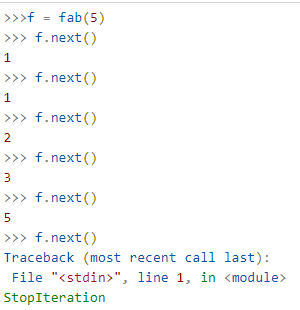 >>>f = fab(5)
>>> f.next()
1
>>> f.next()
1
>>> f.next()
2
>>> f.next()
3
>>> f.next()
5
>>> f.next()
Traceback (most recent call last):
 File "<stdin>", line 1, in <module>
StopIteration